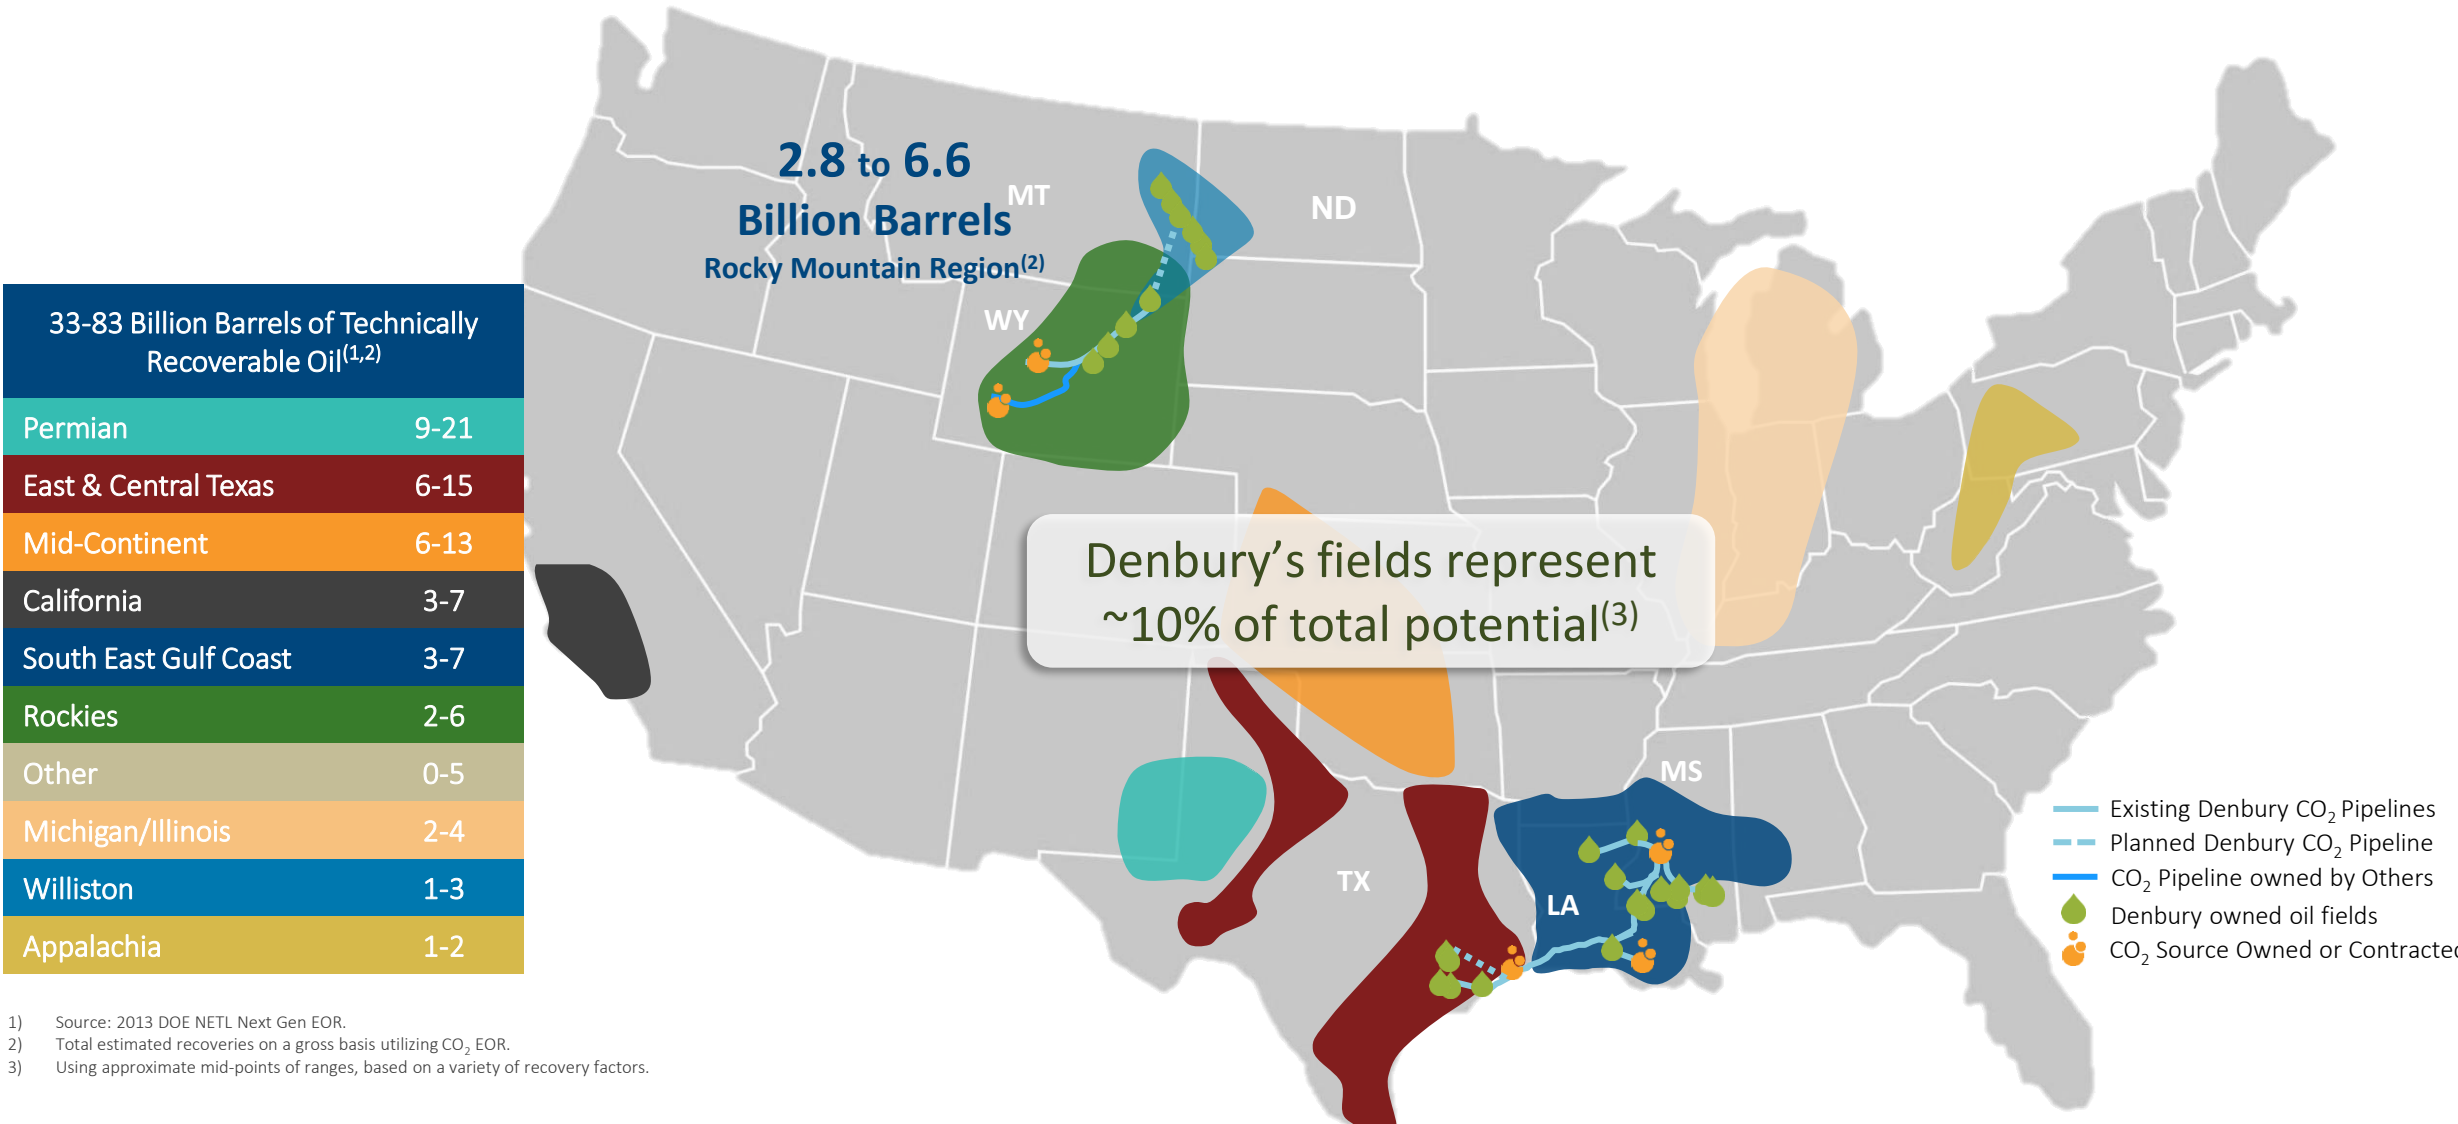 2.8 to 6.6
Billion Barrels
Rocky Mountain Region(2)
MT
ND
WY
33-83 Billion Barrels of Technically
Recoverable Oil(1,2)
Permian 9-21
East & Central Texas 6-15
Mid-Continent 6-13
California 3-7
South East Gulf Coast 3-7
Rockies 2-6
Other 0-5
Michigan/Illinois 2-4
Williston 1-3
Appalachia 1-2
Denbury’s fields represent
~10% of total potential(3)
MS
TX
LA
Existing Denbury CO2 Pipelines
Planned Denbury CO2 Pipeline
CO2 Pipeline owned by Others
Denbury owned oil fields
CO2 Source Owned or Contracte
1) Source: 2013 DOE NETL Next Gen EOR.
2) Total estimated recoveries on a gross basis utilizing CO2 EOR.
3) Using approximate mid-points of ranges, based on a variety of recovery factors.